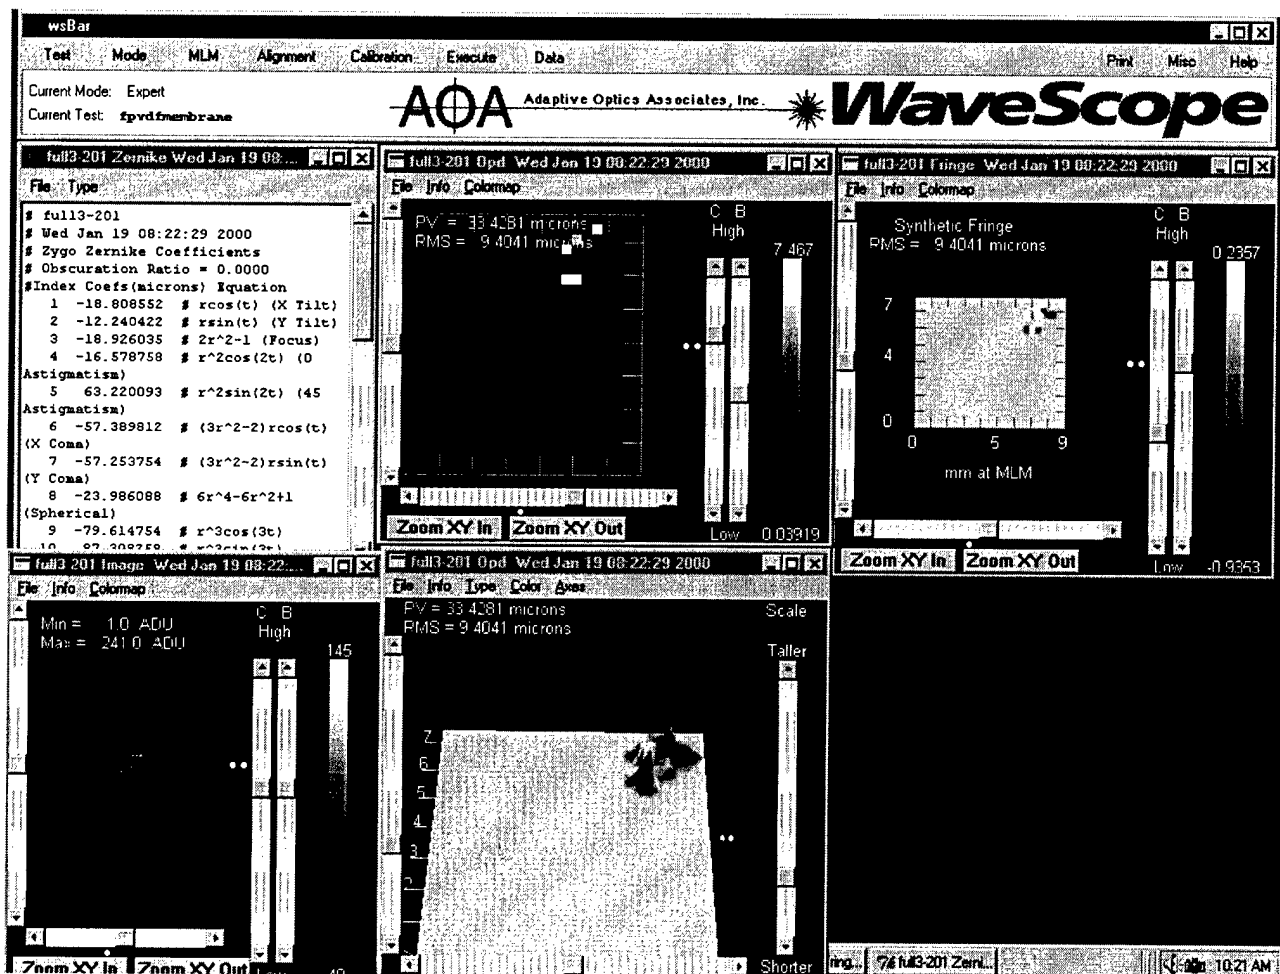 wsBar
Test Mode MLM Alignment Calibration Execute Data Print Misc Help
Current Mode: Expert
Current Test: fpvdfmembrane
AOA Adaptive Optics Associates, Inc. WaveScope
full3-201 Zernike Wed Jan 19 08:...
File Type
# full3-201
# Wed Jan 19 08:22:29 2000
# Zygo Zernike Coefficients
# Obscuration Ratio = 0.0000
#Index Coefs(microns) Equation
1 -18.808552 # rcos(t) (X Tilt)
2 -12.240422 # rsin(t) (Y Tilt)
3 -18.926035 # 2r^2-1 (Focus)
4 -16.578758 # r^2cos(2t) (0
Astigmatism)
5 63.220093 # r^2sin(2t) (45
Astigmatism)
6 -57.389812 # (3r^2-2)rcos(t)
(X Coma)
7 -57.253754 # (3r^2-2)rsin(t)
(Y Coma)
8 -23.986088 # 6r^4-6r^2+1
(Spherical)
9 -79.614754 # r^3cos(3t)
full3-201 Opd Wed Jan 19 08:22:29 2000
File Info Colormap
PV = 33.4281 microns
RMS = 9.4041 microns
C B
High
7.467
Zoom XY In Zoom XY Out
Low 0.03919
full3-201 Fringe Wed Jan 19 08:22:29 2000
File Info Colormap
Synthetic Fringe
RMS = 9.4041 microns
C B
High
0.2357
7
4
0
0 5 9
mm at MLM
Zoom XY In Zoom XY Out
Low -0.9353
full3-201 Image Wed Jan 19 08:22:...
File Info Colormap
Min = 1.0 ADU
Max = 241.0 ADU
C B
High
145
Zoom XY In Zoom XY Out
full3-201 Opd Wed Jan 19 08:22:29 2000
File Info Type Color Axes
PV = 33.4281 microns
RMS = 9.4041 microns
Scale
Taller
7
6
5
4
3
2
Shorter
ring... full3-201 Zerni... 10:21 AM